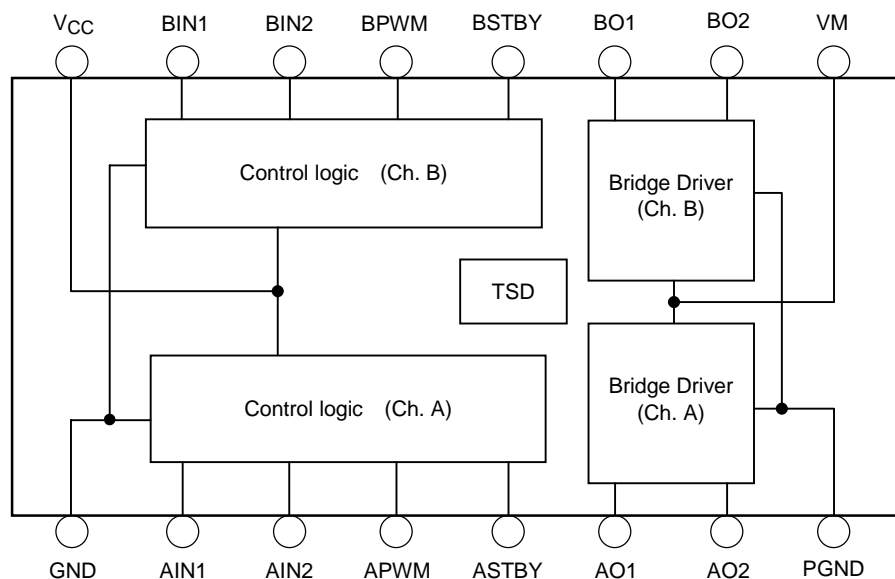 VCC BIN1 BIN2 BPWM BSTBY BO1 BO2 VM
Control logic (Ch. B)
Bridge Driver
(Ch. B)
TSD
Control logic (Ch. A)
Bridge Driver
(Ch. A)
GND AIN1 AIN2 APWM ASTBY AO1 AO2 PGND